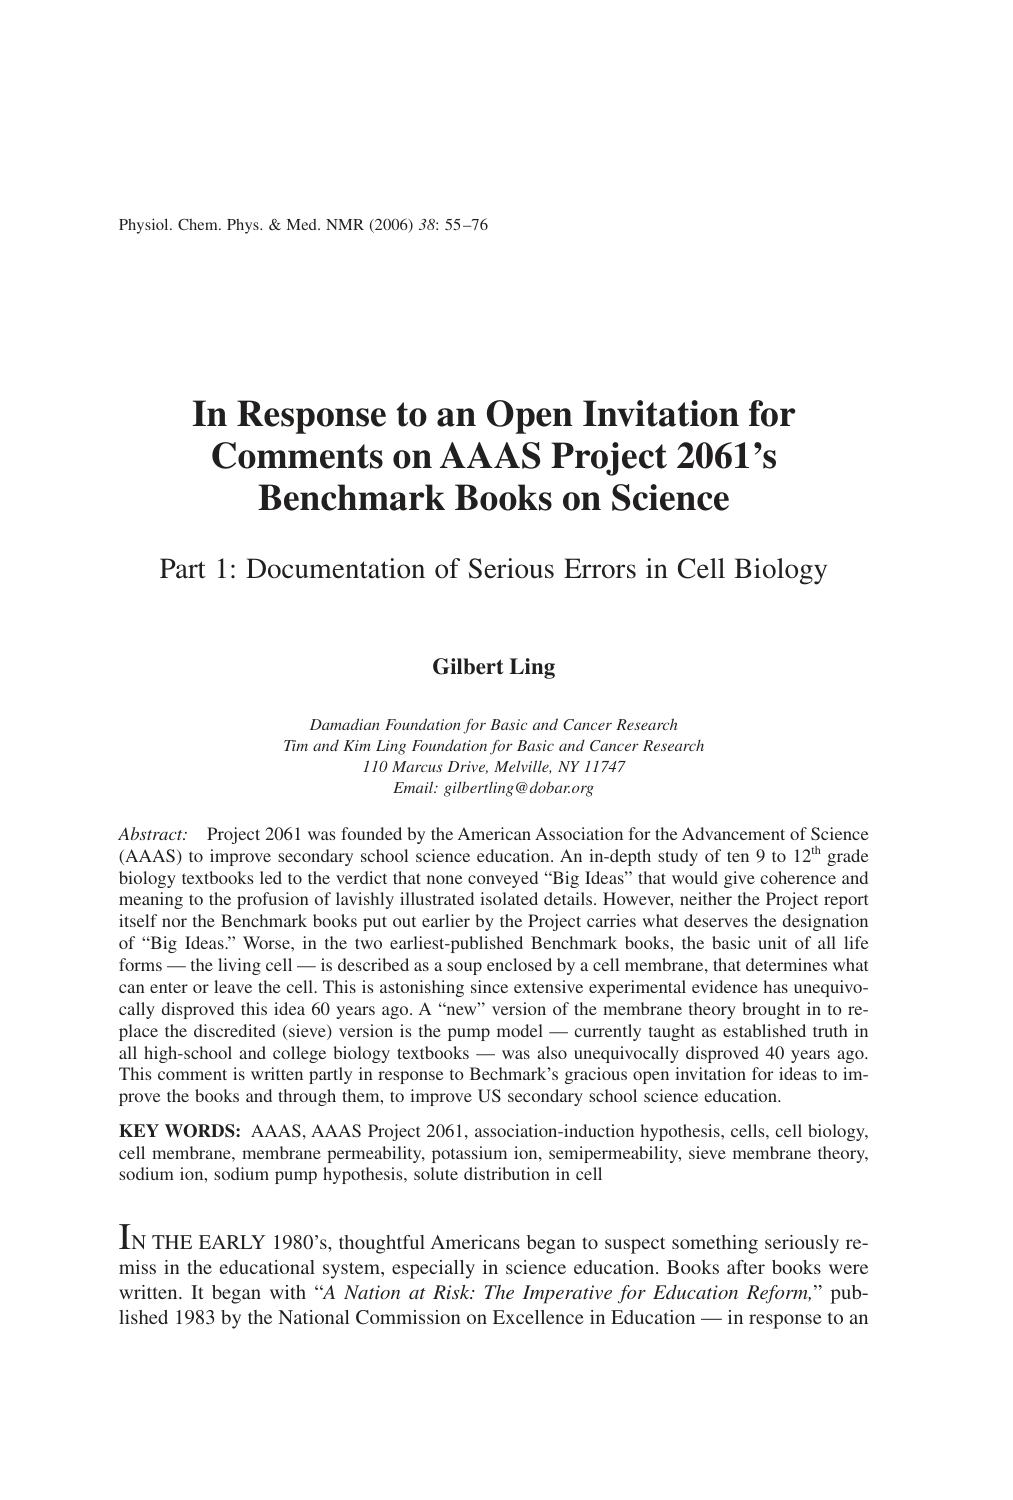 Physiol. Chem. Phys. & Med. NMR (2006) 38: 55–76
In Response to an Open Invitation for
Comments on AAAS Project 2061’s
Benchmark Books on Science
Part 1: Documentation of Serious Errors in Cell Biology
Gilbert Ling
Damadian Foundation for Basic and Cancer Research
Tim and Kim Ling Foundation for Basic and Cancer Research
110 Marcus Drive, Melville, NY 11747
Email: gilbertling@dobar.org
Abstract: Project 2061 was founded by the American Association for the Advancement of Science
(AAAS) to improve secondary school science education. An in-depth study of ten 9 to 12th grade
biology textbooks led to the verdict that none conveyed “Big Ideas” that would give coherence and
meaning to the profusion of lavishly illustrated isolated details. However, neither the Project report
itself nor the Benchmark books put out earlier by the Project carries what deserves the designation
of “Big Ideas.” Worse, in the two earliest-published Benchmark books, the basic unit of all life
forms — the living cell — is described as a soup enclosed by a cell membrane, that determines what
can enter or leave the cell. This is astonishing since extensive experimental evidence has unequivo-
cally disproved this idea 60 years ago. A “new” version of the membrane theory brought in to re-
place the discredited (sieve) version is the pump model — currently taught as established truth in
all high-school and college biology textbooks — was also unequivocally disproved 40 years ago.
This comment is written partly in response to Bechmark’s gracious open invitation for ideas to im-
prove the books and through them, to improve US secondary school science education.
KEY WORDS: AAAS, AAAS Project 2061, association-induction hypothesis, cells, cell biology,
cell membrane, membrane permeability, potassium ion, semipermeability, sieve membrane theory,
sodium ion, sodium pump hypothesis, solute distribution in cell
IN THE EARLY 1980’s, thoughtful Americans began to suspect something seriously re-
miss in the educational system, especially in science education. Books after books were
written. It began with “A Nation at Risk: The Imperative for Education Reform,” pub-
lished 1983 by the National Commission on Excellence in Education — in response to an